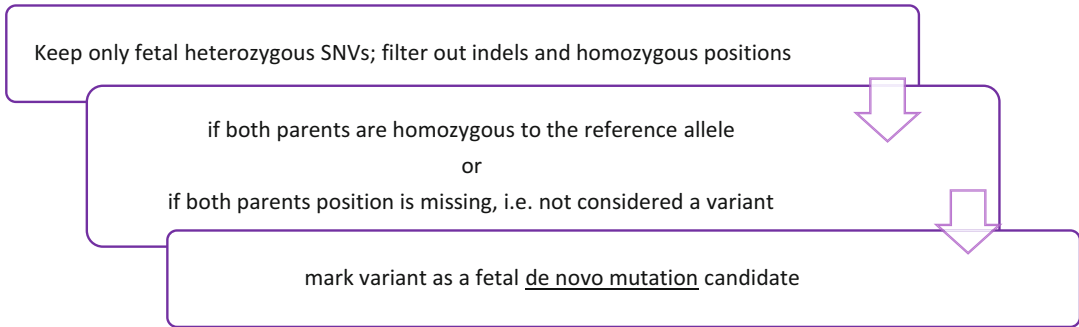 Keep only fetal heterozygous SNVs; filter out indels and homozygous positions
if both parents are homozygous to the reference allele
or
if both parents position is missing, i.e. not considered a variant
mark variant as a fetal de novo mutation candidate